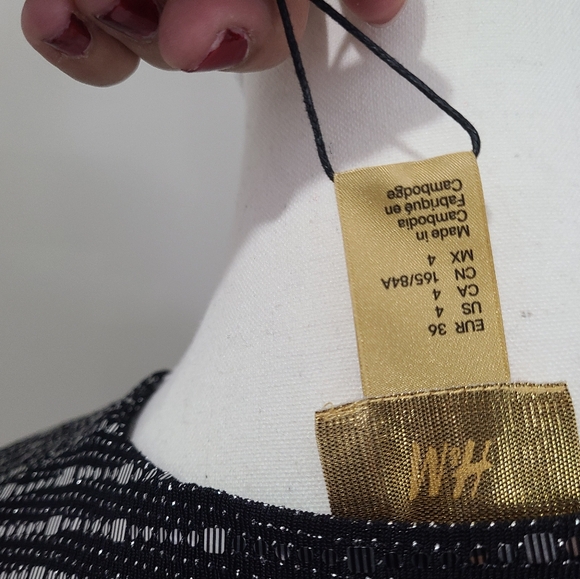 EUR 36
US 4
CA 4
CN 165/84A
MX 4
Made in
Cambodia
Fabriqué en
Cambodge
H&M